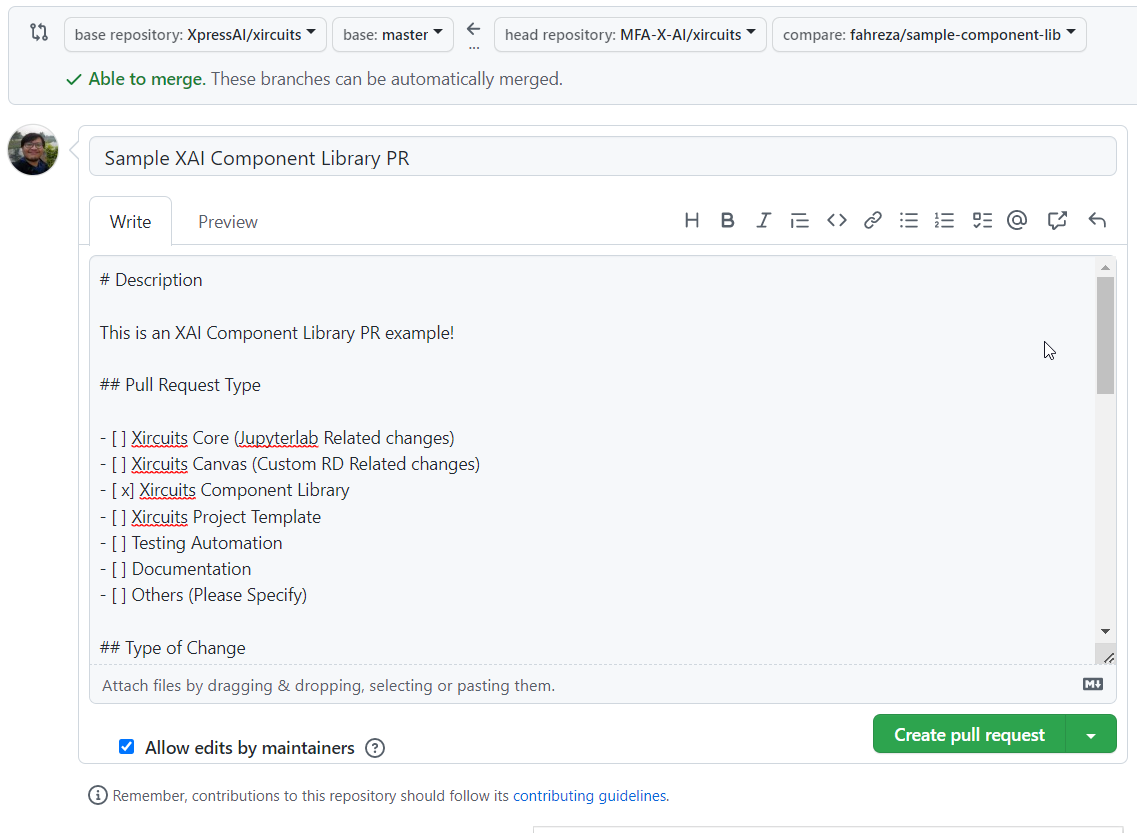 base repository: XpressAI/xircuits base: master ... head repository: MFA-X-AI/xircuits compare: fahreza/sample-component-lib
Able to merge. These branches can be automatically merged.
Sample XAI Component Library PR
Write Preview
# Description
This is an XAI Component Library PR example!
## Pull Request Type
- [ ] Xircuits Core (Jupyterlab Related changes)
- [ ] Xircuits Canvas (Custom RD Related changes)
- [ x] Xircuits Component Library
- [ ] Xircuits Project Template
- [ ] Testing Automation
- [ ] Documentation
- [ ] Others (Please Specify)
## Type of Change
Attach files by dragging & dropping, selecting or pasting them.
Allow edits by maintainers
Create pull request
Remember, contributions to this repository should follow its contributing guidelines.